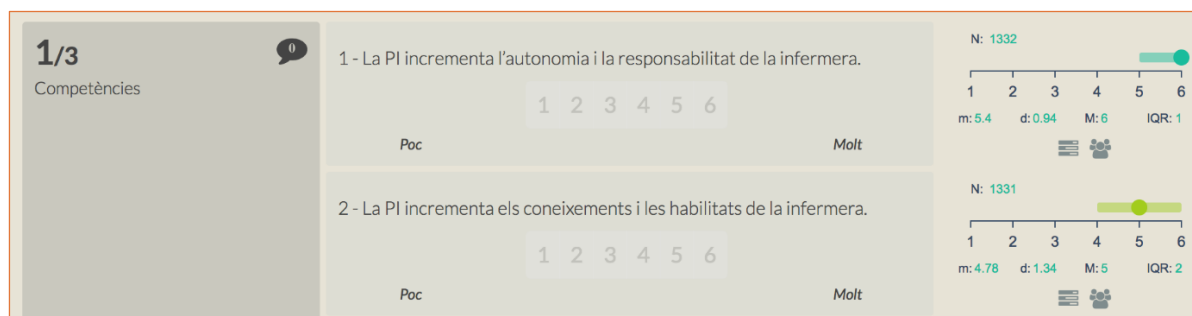 1/3
0
Competències
1 - La PI incrementa l'autonomia i la responsabilitat de la infermera.
1 2 3 4 5 6
Poc Molt
N: 1332
1 2 3 4 5 6
m: 5.4 d: 0.94 M: 6 IQR: 1
2 - La PI incrementa els coneixements i les habilitats de la infermera.
1 2 3 4 5 6
Poc Molt
N: 1331
1 2 3 4 5 6
m: 4.78 d: 1.34 M: 5 IQR: 2